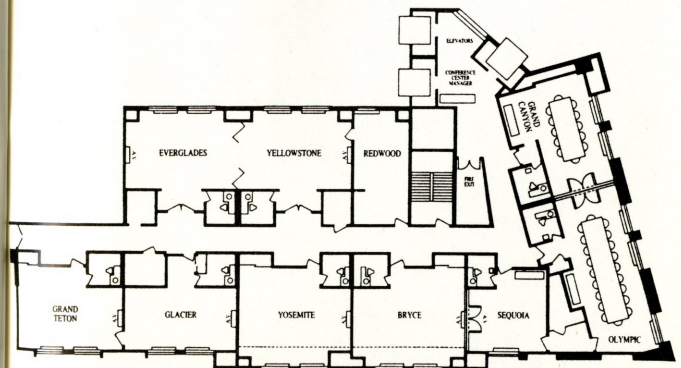 ELEVATORS
CONFERENCE
CENTER
MANAGER
GRAND
CANYON
EVERGLADES
YELLOWSTONE
REDWOOD
FIRE
EXIT
GRAND
TETON
GLACIER
YOSEMITE
BRYCE
SEQUOIA
OLYMPIC